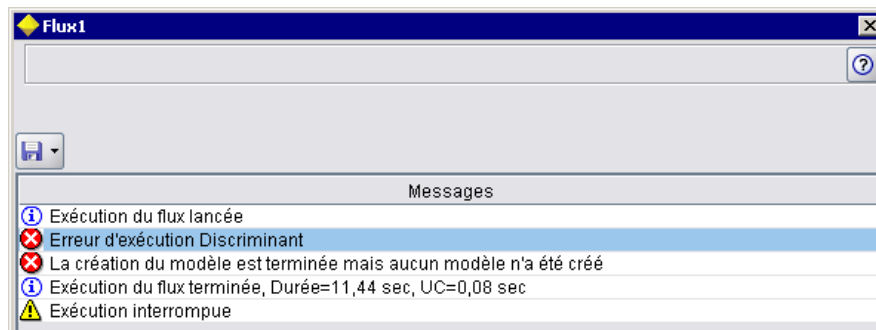 Flux1
Messages
Exécution du flux lancée
Erreur d'exécution Discriminant
La création du modèle est terminée mais aucun modèle n'a été créé
Exécution du flux terminée, Durée=11,44 sec, UC=0,08 sec
Exécution interrompue